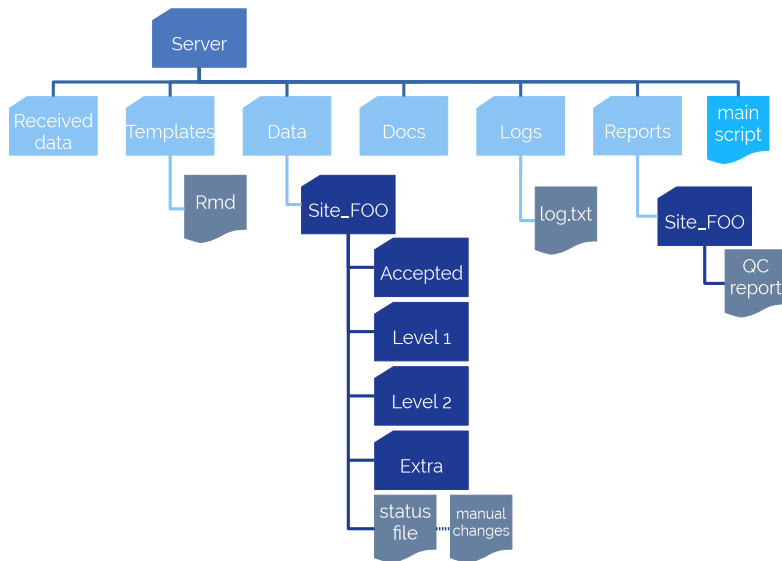 Server
Received
data
Templates
Data
Docs
Logs
Reports
main
script
Rmd
Site_FOO
log.txt
Site_FOO
Accepted
QC
report
Level 1
Level 2
Extra
status
file
manual
changes